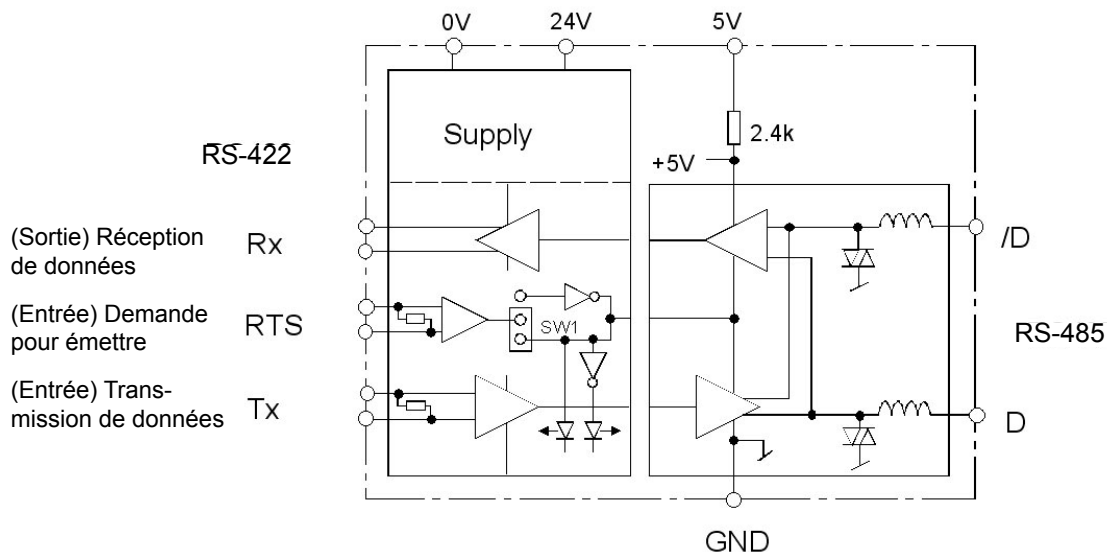 0V
24V
5V
Supply
2.4k
+5V
RS-422
(Sortie) Réception
de données
Rx
/D
(Entrée) Demande
pour émettre
RTS
SW1
RS-485
(Entrée) Trans-
mission de données
Tx
D
GND